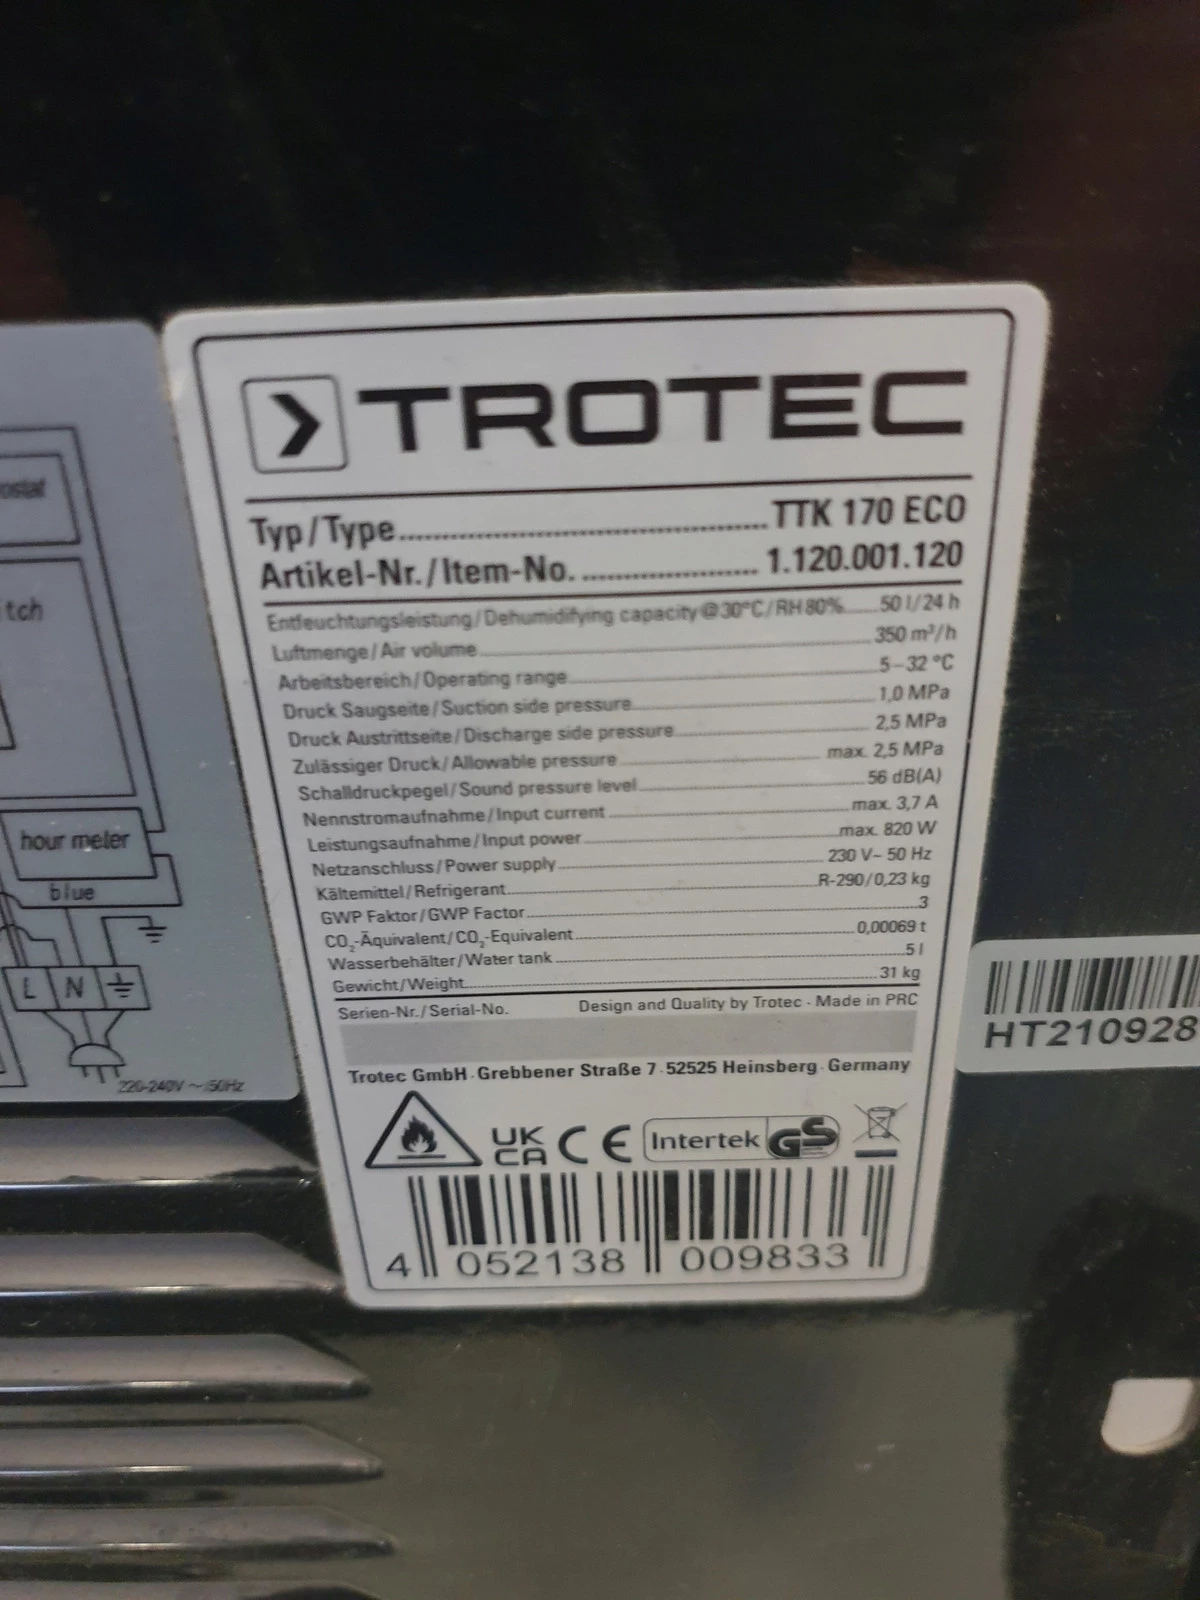 TROTEC
Typ/Type TTK 170 ECO
Artikel-Nr./Item-No. 1.120.001.120
Entfeuchtungsleistung/Dehumidifying capacity @ 30°C/RH 80% 50 l/24 h
Luftmenge/Air volume 350 m³/h
Arbeitsbereich/Operating range 5–32 °C
Druck Saugseite/Suction side pressure 1,0 MPa
Druck Austrittseite/Discharge side pressure 2,5 MPa
Zulässiger Druck/Allowable pressure max. 2,5 MPa
Schalldruckpegel/Sound pressure level 56 dB(A)
Nennstromaufnahme/Input current max. 3,7 A
Leistungsaufnahme/Input power max. 820 W
Netzanschluss/Power supply 230 V~ 50 Hz
Kältemittel/Refrigerant R-290/0,23 kg
GWP Faktor/GWP Factor 3
CO₂-Äquivalent/CO₂-Equivalent 0,00069 t
Wasserbehälter/Water tank 5 l
Gewicht/Weight 31 kg
Serien-Nr./Serial-No. Design and Quality by Trotec · Made in PRC
Trotec GmbH · Grebbener Straße 7 · 52525 Heinsberg · Germany
UK
CA CE Intertek GS
4 052138 009833
ostat
itch
hour meter
blue
L N
220-240V ~ 50Hz
HT210928